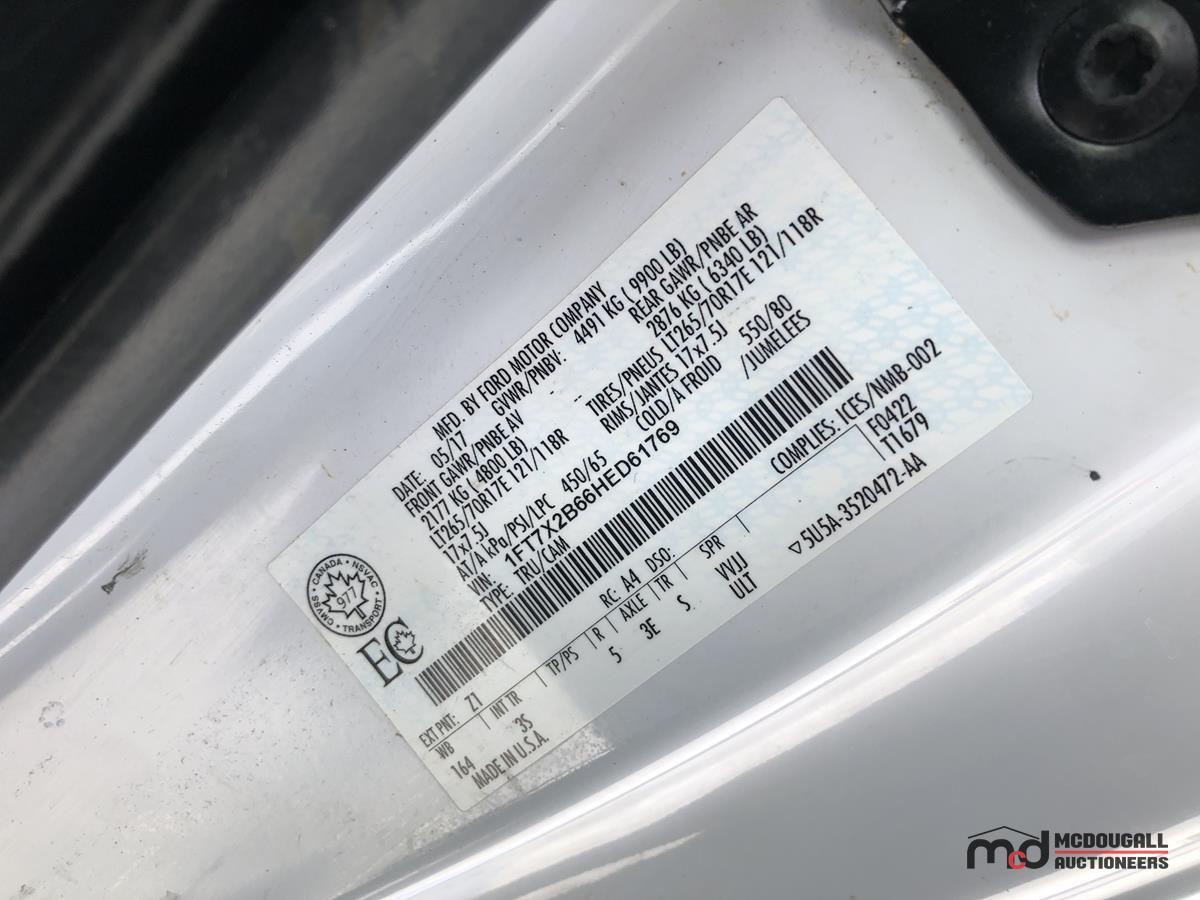 MFD. BY FORD MOTOR COMPANY
DATE: 05/17 GVWR/PNBV: 4491 KG ( 9900 LB)
FRONT GAWR/PNBE AV REAR GAWR/PNBE AR
2177 KG ( 4800 LB) 2876 KG ( 6340 LB)
LT265/70R17E 121/118R TIRES/PNEUS LT265/70R17E 121/118R
17x7.5J RIMS/JANTES 17x7.5J
AT/A kPa/PSI/LPC 450/65 COLD/A FROID 550/80
VIN: 1FT7X2B66HED61769 /JUMELEES
TYPE: TRU/CAM
CANADA NSVAC
977
CMVSS TRANSPORT
EC
COMPLIES: ICES/NMB-002
EXT PNT: Z1 RC: A4 DSO: F0422
WB INT TR TP/PS R AXLE TR SPR T1679
164 3S 5 3E S VVJJ
ULT
MADE IN U.S.A. 5U5A-3520472-AA
mcd MCDOUGALL
AUCTIONEERS